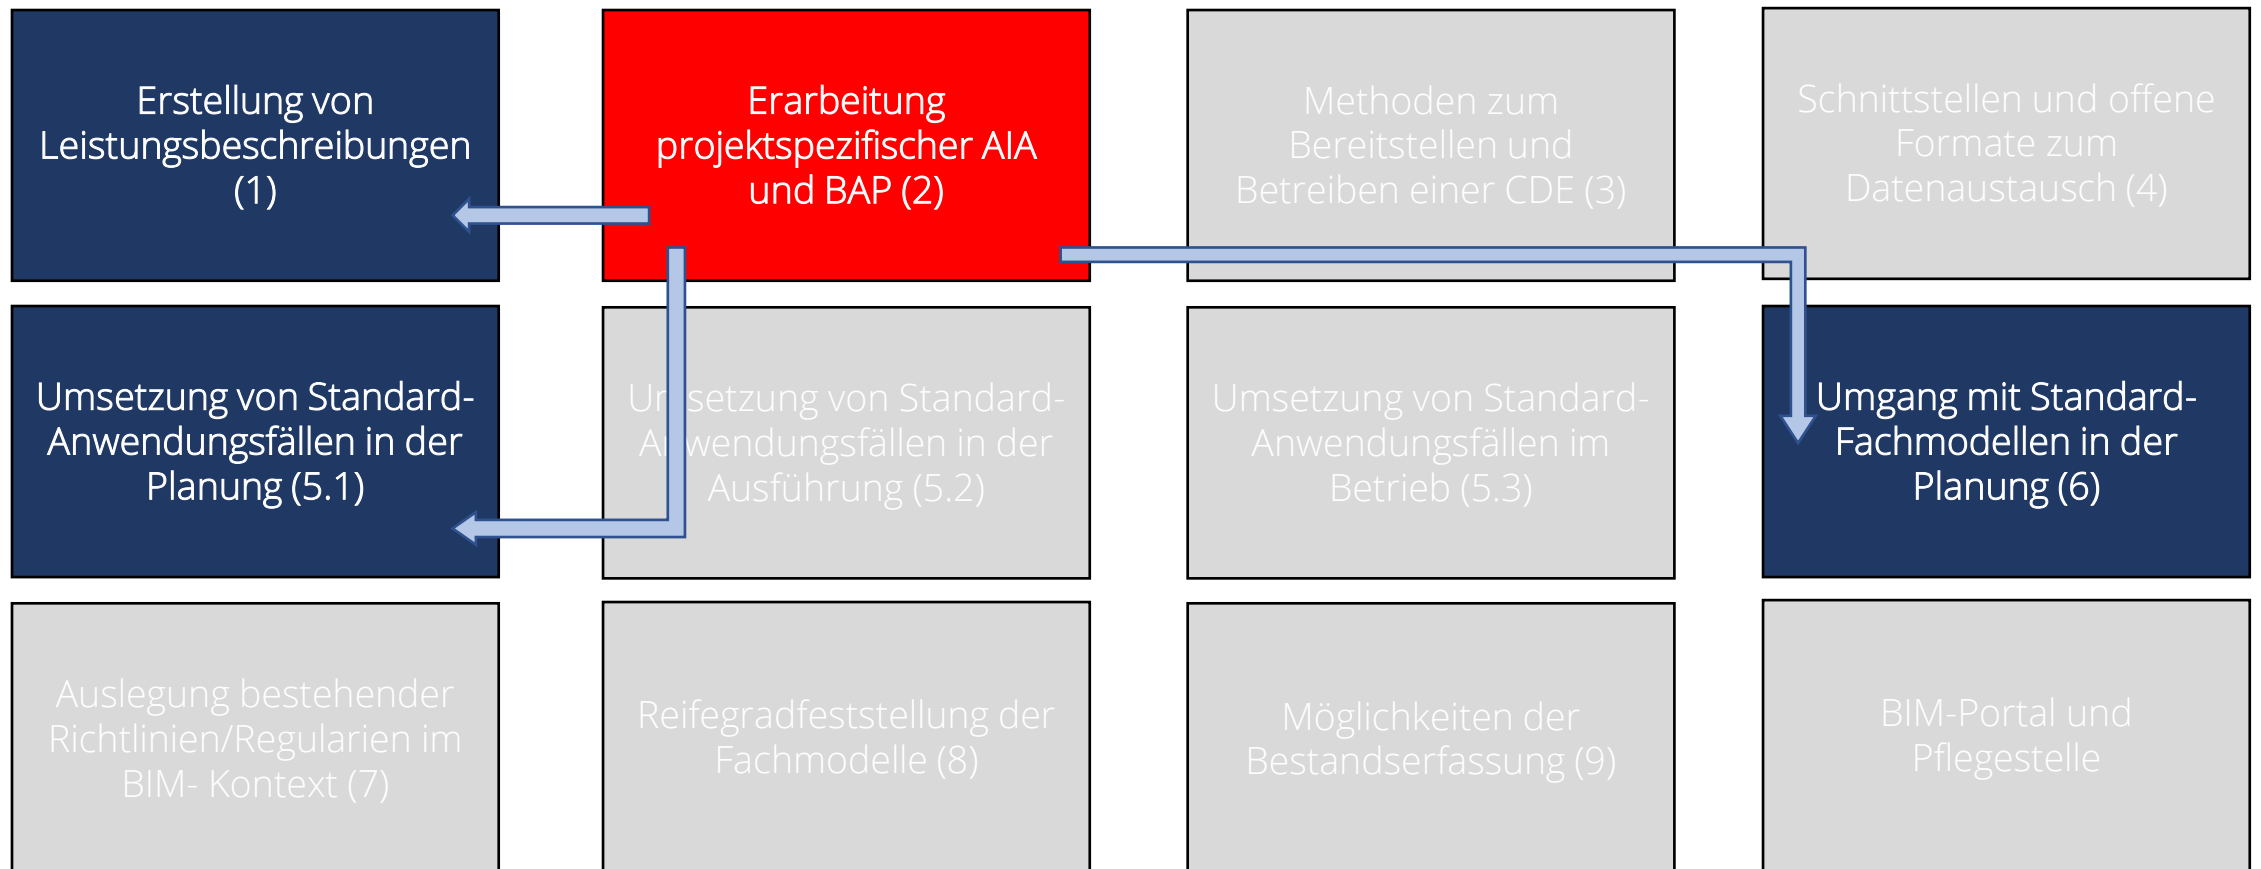 Erstellung von
Leistungsbeschreibungen
(1)
Erarbeitung
projektspezifischer AIA
und BAP (2)
Methoden zum
Bereitstellen und
Betreiben einer CDE (3)
Schnittstellen und offene
Formate zum
Datenaustausch (4)
Umsetzung von Standard-
Anwendungsfällen in der
Planung (5.1)
Umsetzung von Standard-
Anwendungsfällen in der
Ausführung (5.2)
Umsetzung von Standard-
Anwendungsfällen im
Betrieb (5.3)
Umgang mit Standard-
Fachmodellen in der
Planung (6)
Auslegung bestehender
Richtlinien/Regularien im
BIM- Kontext (7)
Reifegradfeststellung der
Fachmodelle (8)
Möglichkeiten der
Bestandserfassung (9)
BIM-Portal und
Pflegestelle